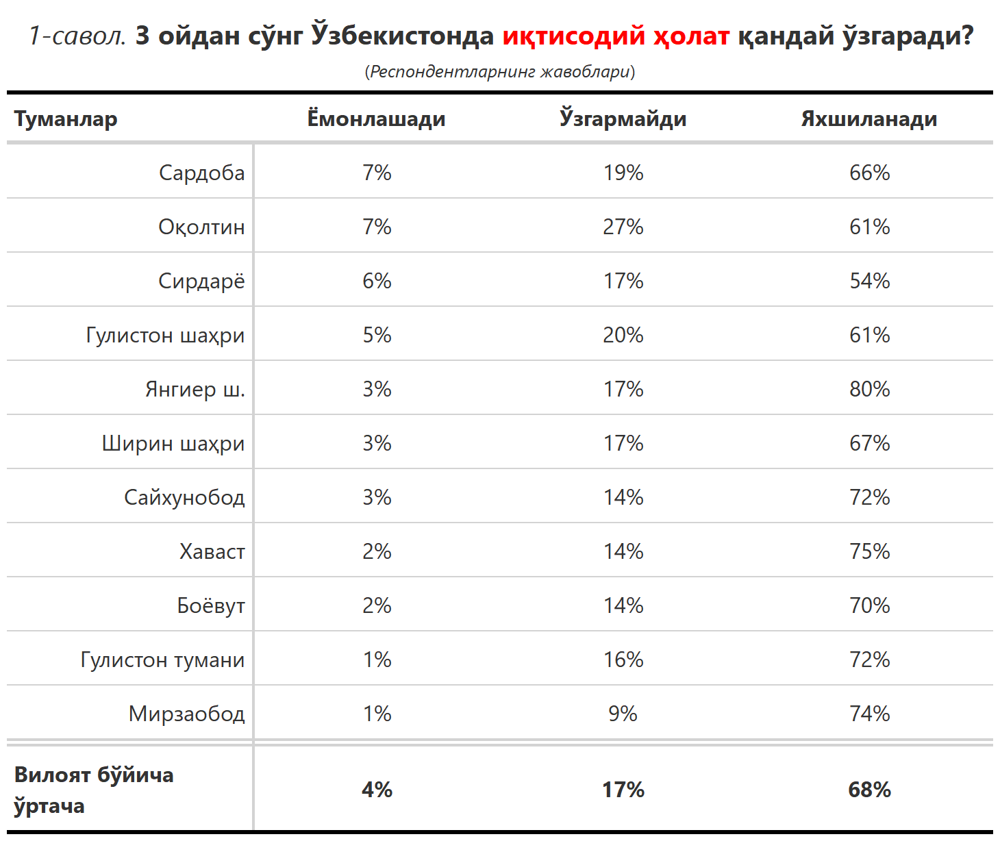 1-савол. 3 ойдан сўнг Ўзбекистонда иқтисодий ҳолат қандай ўзгаради?
(Респондентларнинг жавоблари)
Туманлар Ёмонлашади Ўзгармайди Яхшиланади
Сардоба 7% 19% 66%
Оқолтин 7% 27% 61%
Сирдарё 6% 17% 54%
Гулистон шаҳри 5% 20% 61%
Янгиер ш. 3% 17% 80%
Ширин шаҳри 3% 17% 67%
Сайхунобод 3% 14% 72%
Хаваст 2% 14% 75%
Боёвут 2% 14% 70%
Гулистон тумани 1% 16% 72%
Мирзаобод 1% 9% 74%
Вилоят бўйича
ўртача 4% 17% 68%